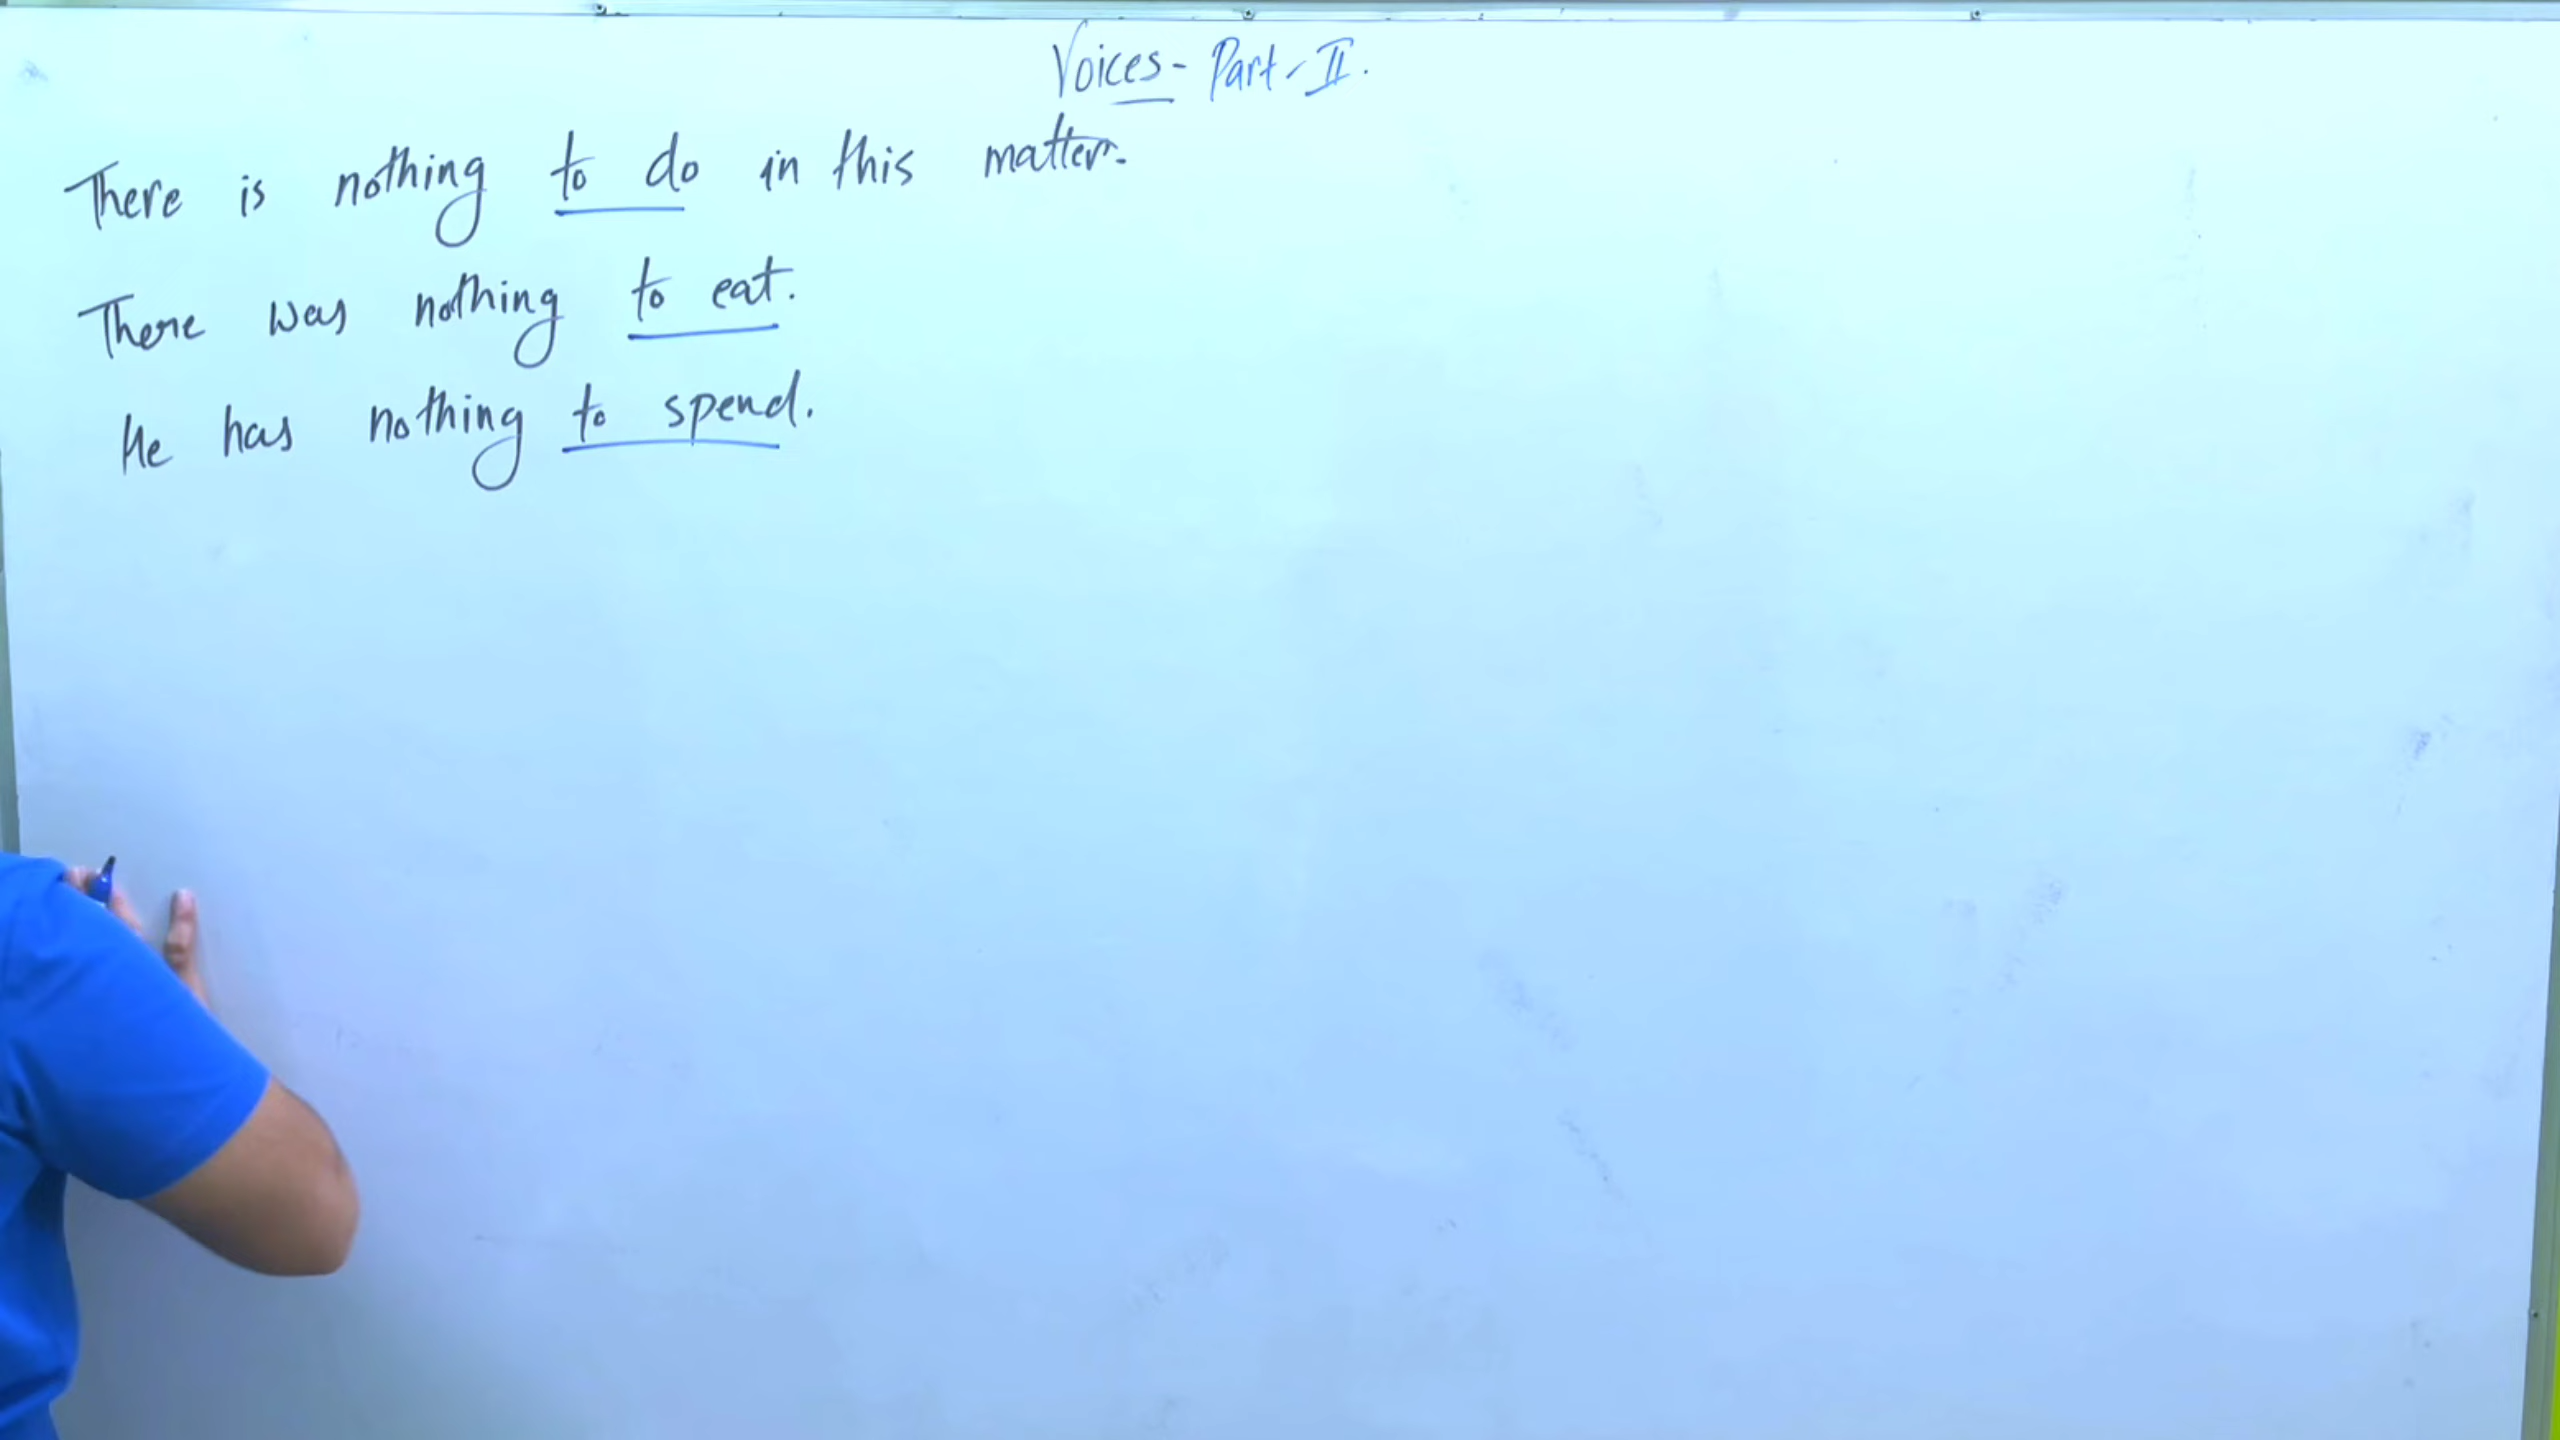 Voices - Part - II.
There is nothing to do in this matter.
There was nothing to eat.
He has nothing to spend.